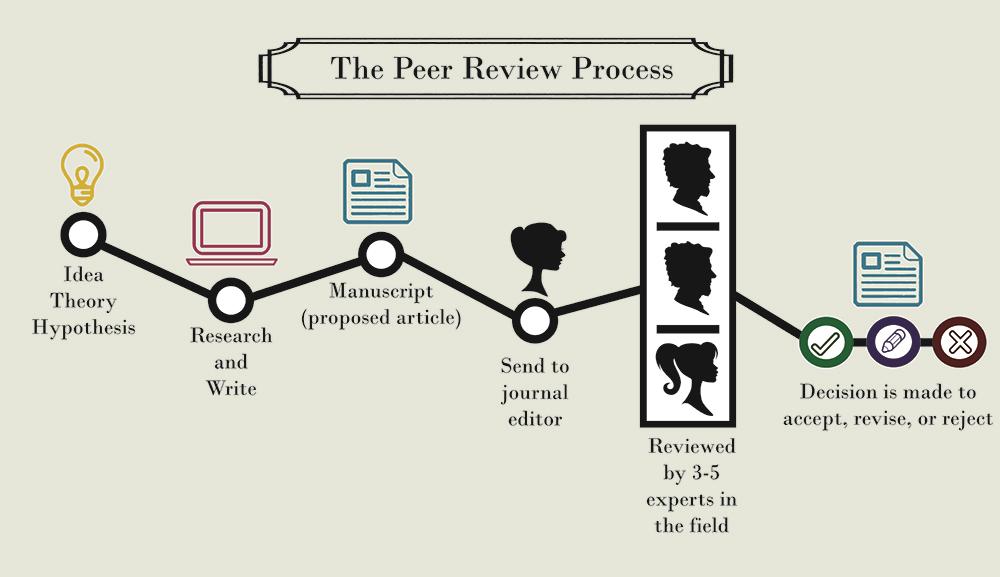 The Peer Review Process
Idea
Theory
Hypothesis
Research
and
Write
Manuscript
(proposed article)
Send to
journal
editor
Reviewed
by 3-5
experts in
the field
Decision is made to
accept, revise, or reject